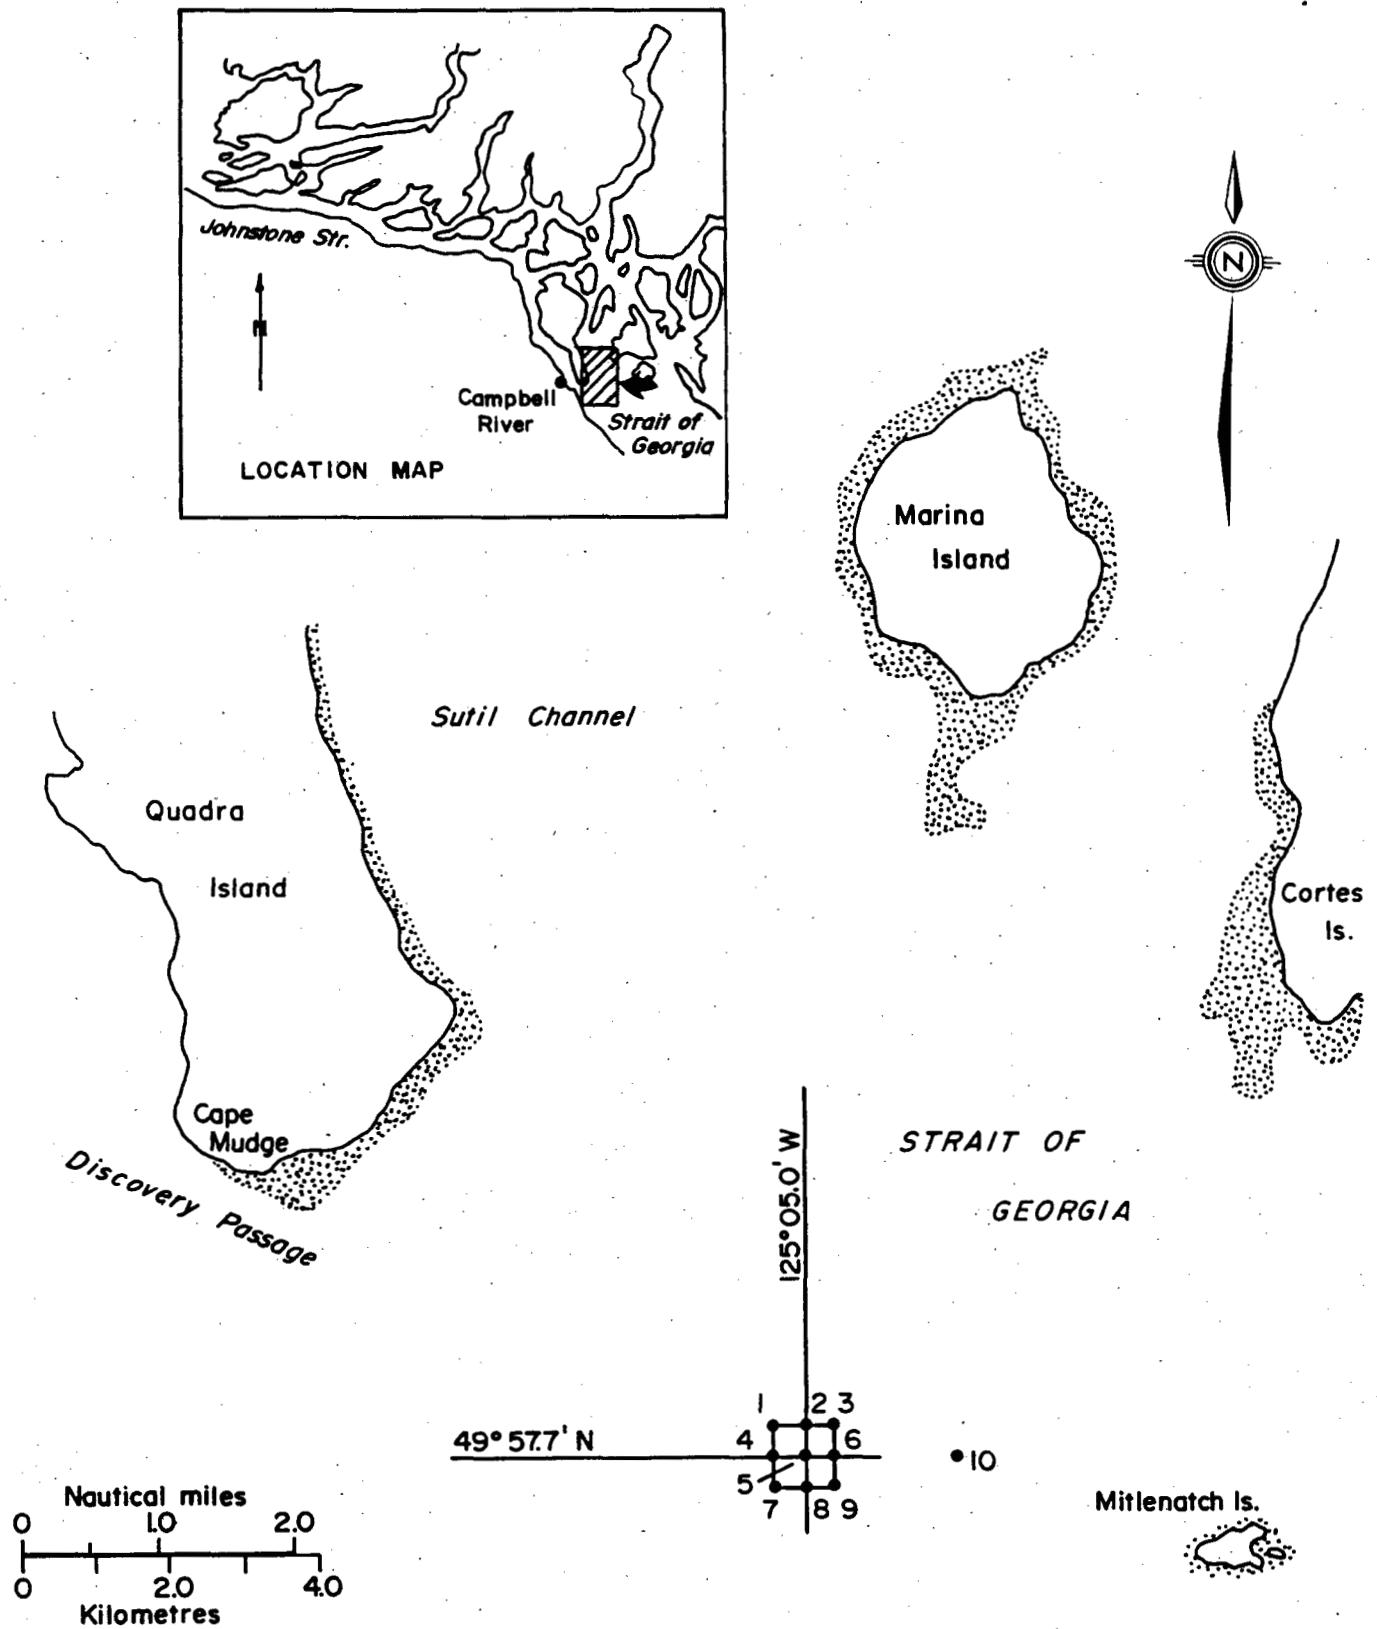 Johnstone Str.
N
Campbell
River
Strait of
Georgia
LOCATION MAP
N
Marina
Island
Sutil Channel
Quadra
Island
Cortes
Is.
Cape
Mudge
Discovery Passage
STRAIT OF
GEORGIA
125°05.0' W
1 2 3
49°57.7' N
4 6
10
5
7 8 9
Mitlenatch Is.
Nautical miles
0 1.0 2.0
0 2.0 4.0
Kilometres